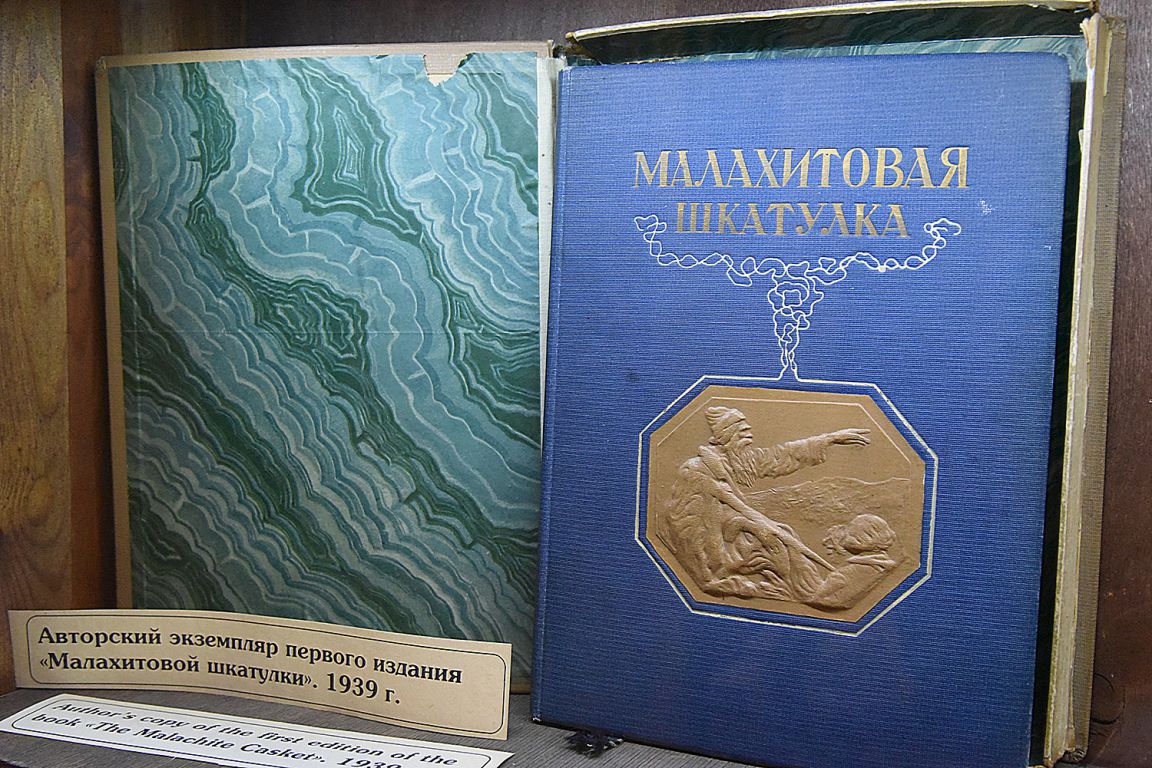 МАЛАХИТОВАЯ
ШКАТУЛКА
Авторский экземпляр первого издания
«Малахитовой шкатулки». 1939 г.
Author's copy of the first edition of the
book «The Malachite Casket». 1939